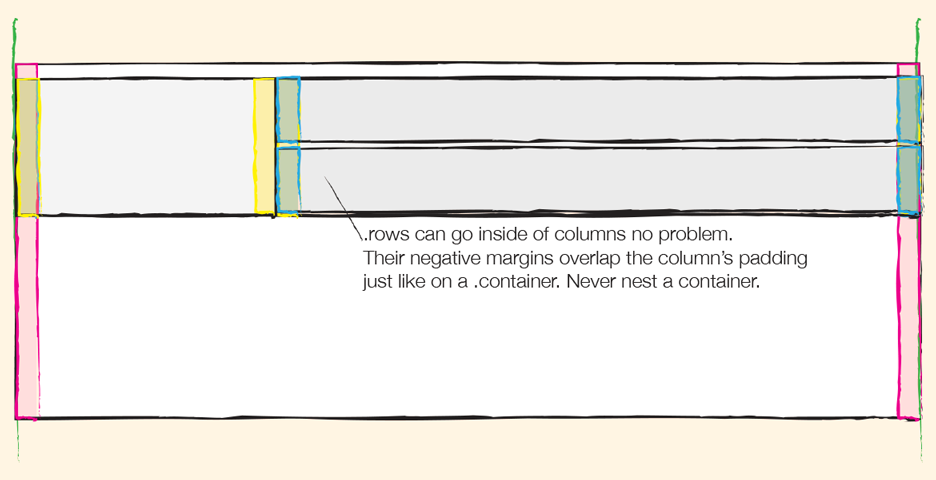 .rows can go inside of columns no problem.
Their negative margins overlap the column’s padding
just like on a .container. Never nest a container.